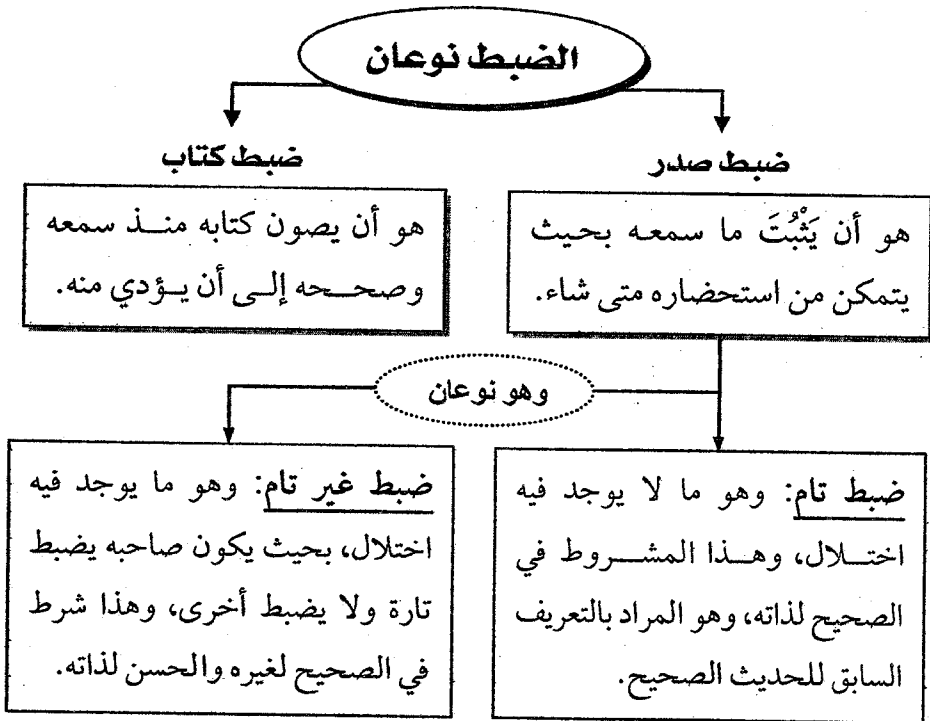 الضبط نوعان
ضبط صدر
هو أن يَثْبُتَ ما سمعه بحيث
يتمكن من استحضاره متى شاء.
ضبط كتاب
هو أن يصون كتابه منذ سمعه
وصححه إلى أن يؤدي منه.
وهو نوعان
ضبط تام: وهو ما لا يوجد فيه
اختلال، وهذا المشروط في
الصحيح لذاته، وهو المراد بالتعريف
السابق للحديث الصحيح.
ضبط غير تام: وهو ما يوجد فيه
اختلال، بحيث يكون صاحبه يضبط
تارة ولا يضبط أخرى، وهذا شرط
في الصحيح لغيره والحسن لذاته.